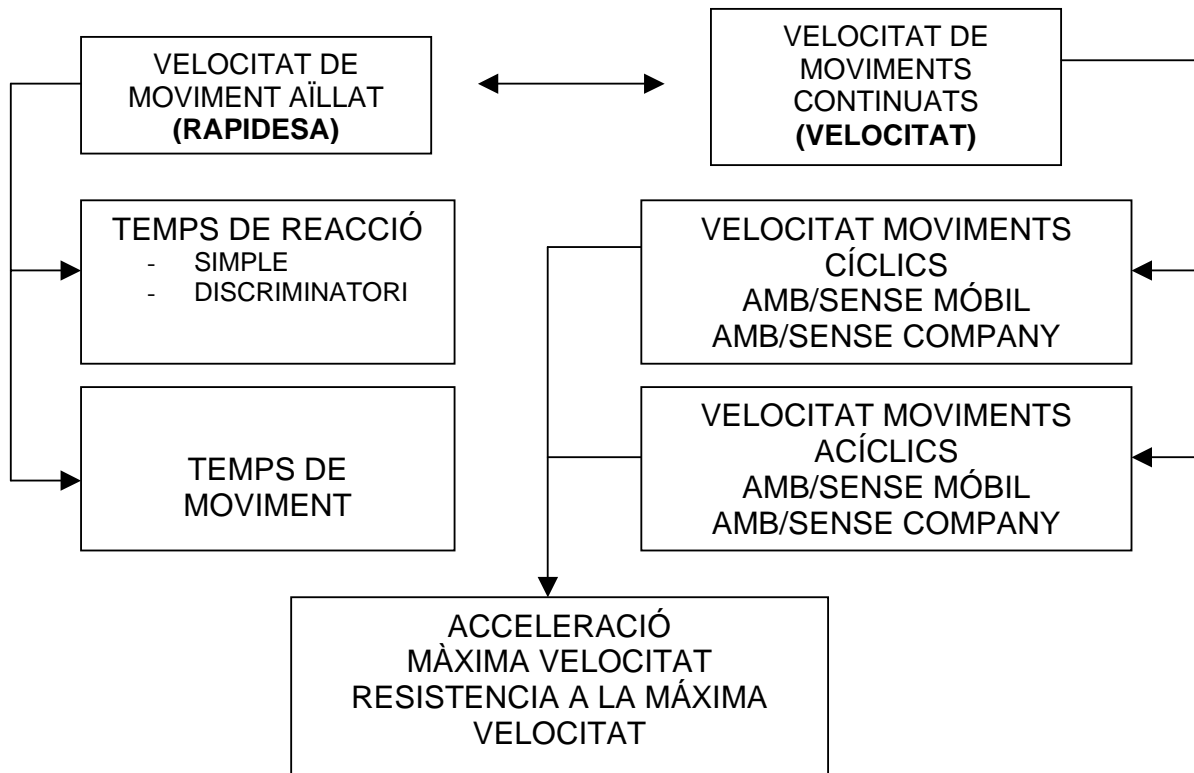 VELOCITAT DE
MOVIMENT AÏLLAT
(RAPIDESA)
VELOCITAT DE
MOVIMENTS
CONTINUATS
(VELOCITAT)
TEMPS DE REACCIÓ
- SIMPLE
- DISCRIMINATORI
VELOCITAT MOVIMENTS
CÍCLICS
AMB/SENSE MÓBIL
AMB/SENSE COMPANY
TEMPS DE
MOVIMENT
VELOCITAT MOVIMENTS
ACÍCLICS
AMB/SENSE MÓBIL
AMB/SENSE COMPANY
ACCELERACIÓ
MÀXIMA VELOCITAT
RESISTENCIA A LA MÁXIMA
VELOCITAT